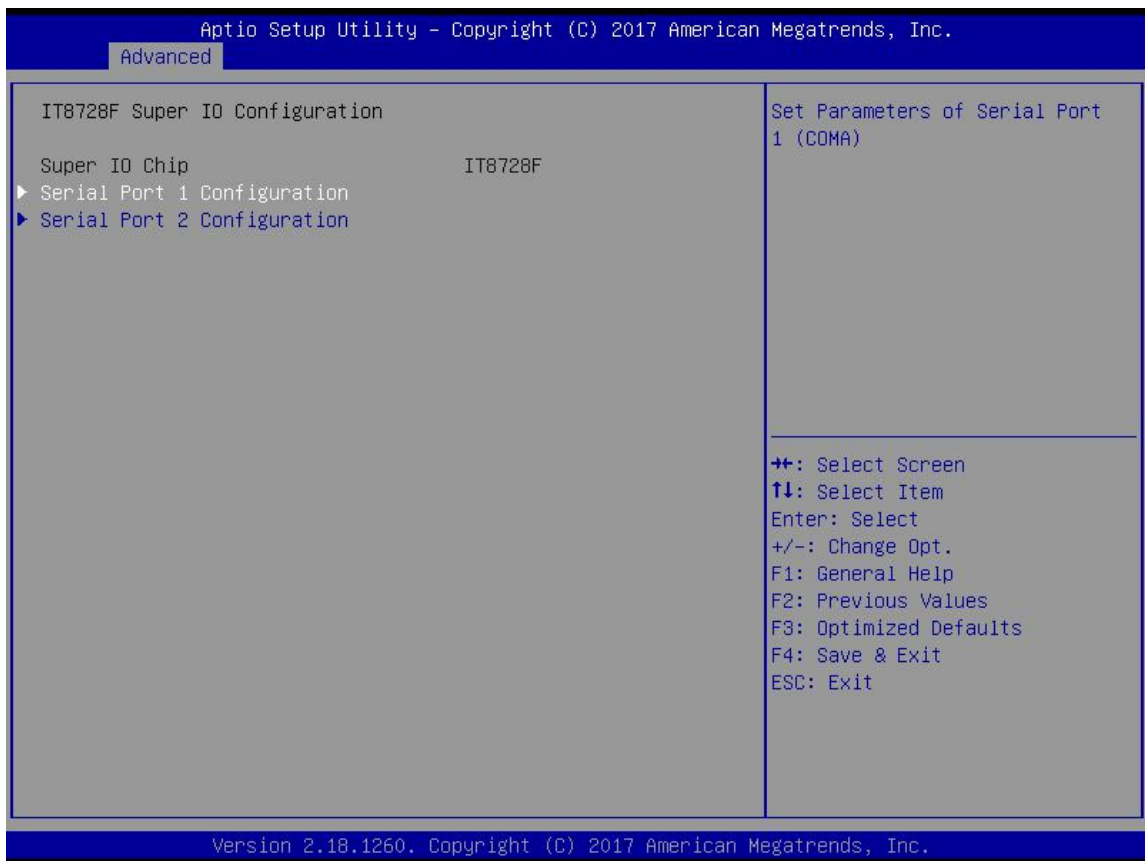 Aptio Setup Utility – Copyright (C) 2017 American Megatrends, Inc.
Advanced
IT8728F Super IO Configuration
Super IO Chip IT8728F
▶ Serial Port 1 Configuration
▶ Serial Port 2 Configuration
Set Parameters of Serial Port
1 (COMA)
→←: Select Screen
↑↓: Select Item
Enter: Select
+/-: Change Opt.
F1: General Help
F2: Previous Values
F3: Optimized Defaults
F4: Save & Exit
ESC: Exit
Version 2.18.1260. Copyright (C) 2017 American Megatrends, Inc.